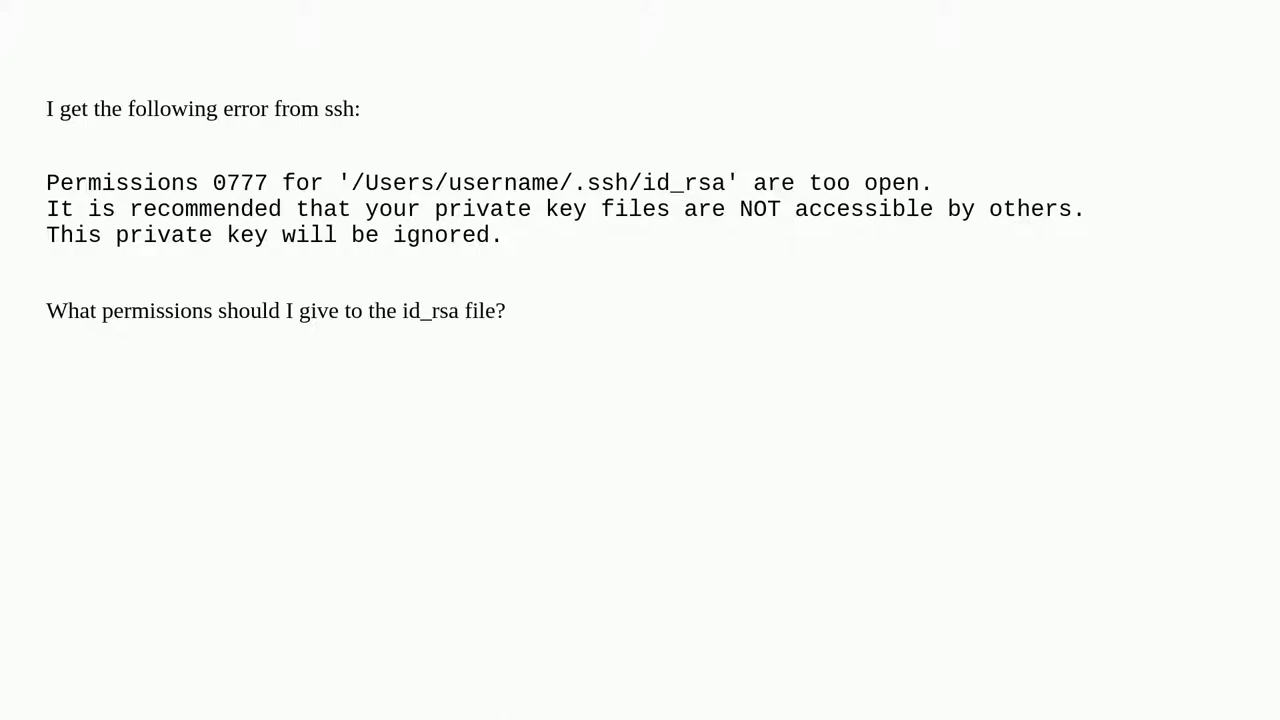 I get the following error from ssh:
Permissions 0777 for '/Users/username/.ssh/id_rsa' are too open.
It is recommended that your private key files are NOT accessible by others.
This private key will be ignored.
What permissions should I give to the id_rsa file?